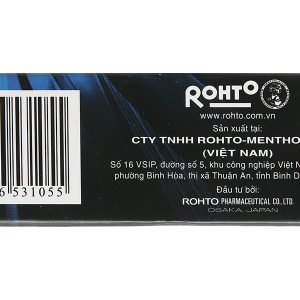 ROHTO
www.rohto.com.vn
Sản xuất tại:
CTY TNHH ROHTO-MENTHO
(VIỆT NAM)
Số 16 VSIP, đường số 5, khu công nghiệp Việt N
phường Bình Hòa, thị xã Thuận An, tỉnh Bình D
Đầu tư bởi:
ROHTO PHARMACEUTICAL CO. LTD.
OSAKA, JAPAN
6 531055